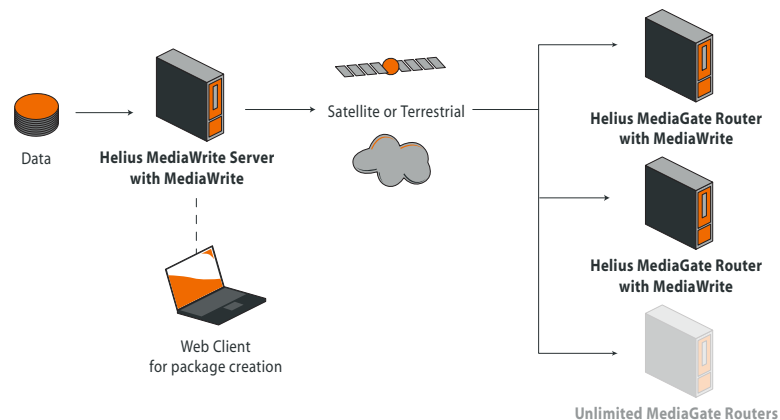 Data
Helius MediaWrite Server
with MediaWrite
Satellite or Terrestrial
Helius MediaGate Router
with MediaWrite
Helius MediaGate Router
with MediaWrite
Web Client
for package creation
Unlimited MediaGate Routers